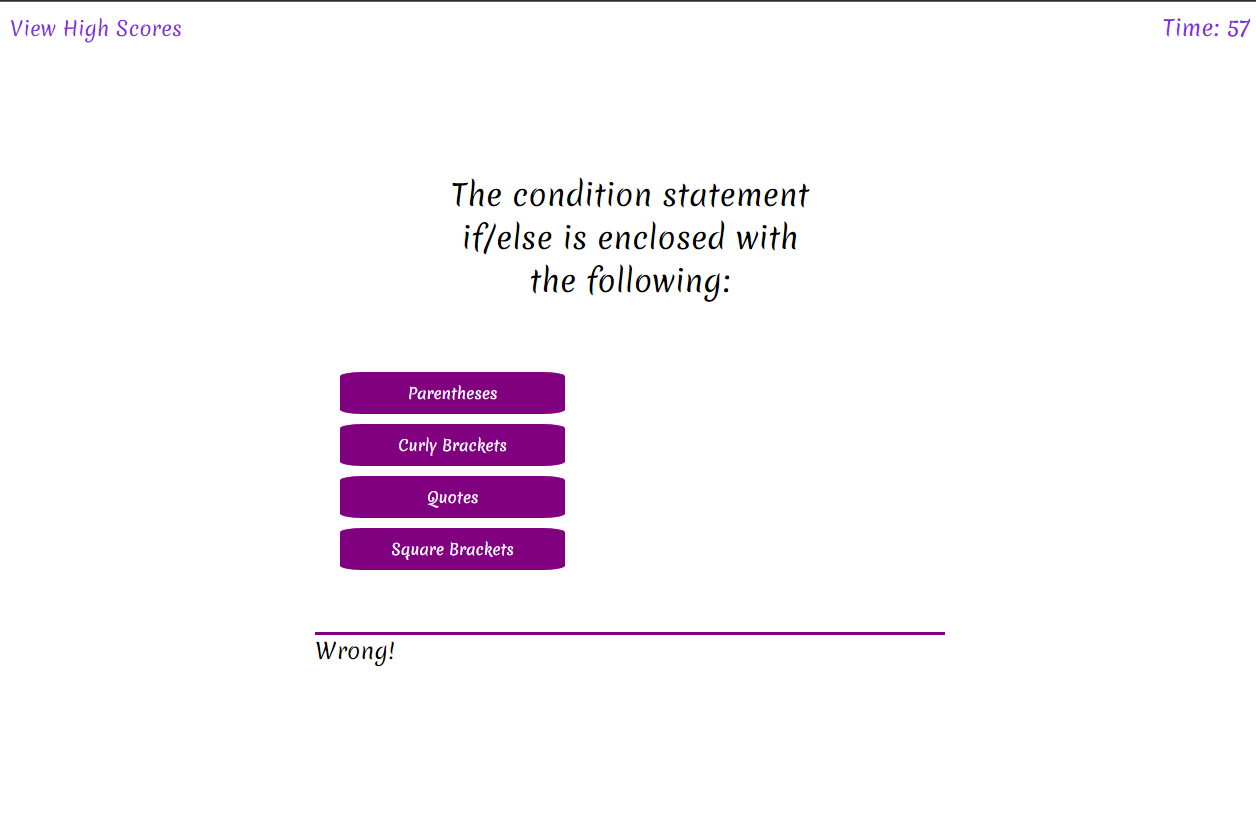 View High Scores
Time: 57
The condition statement
if/else is enclosed with
the following:
Parentheses
Curly Brackets
Quotes
Square Brackets
Wrong!